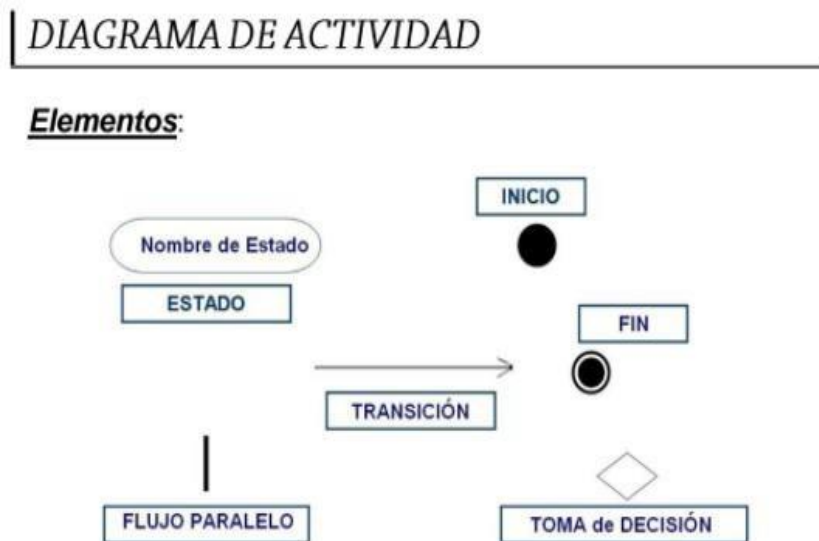 DIAGRAMA DE ACTIVIDAD
Elementos:
INICIO
Nombre de Estado
ESTADO
FIN
TRANSICIÓN
FLUJO PARALELO
TOMA de DECISIÓN